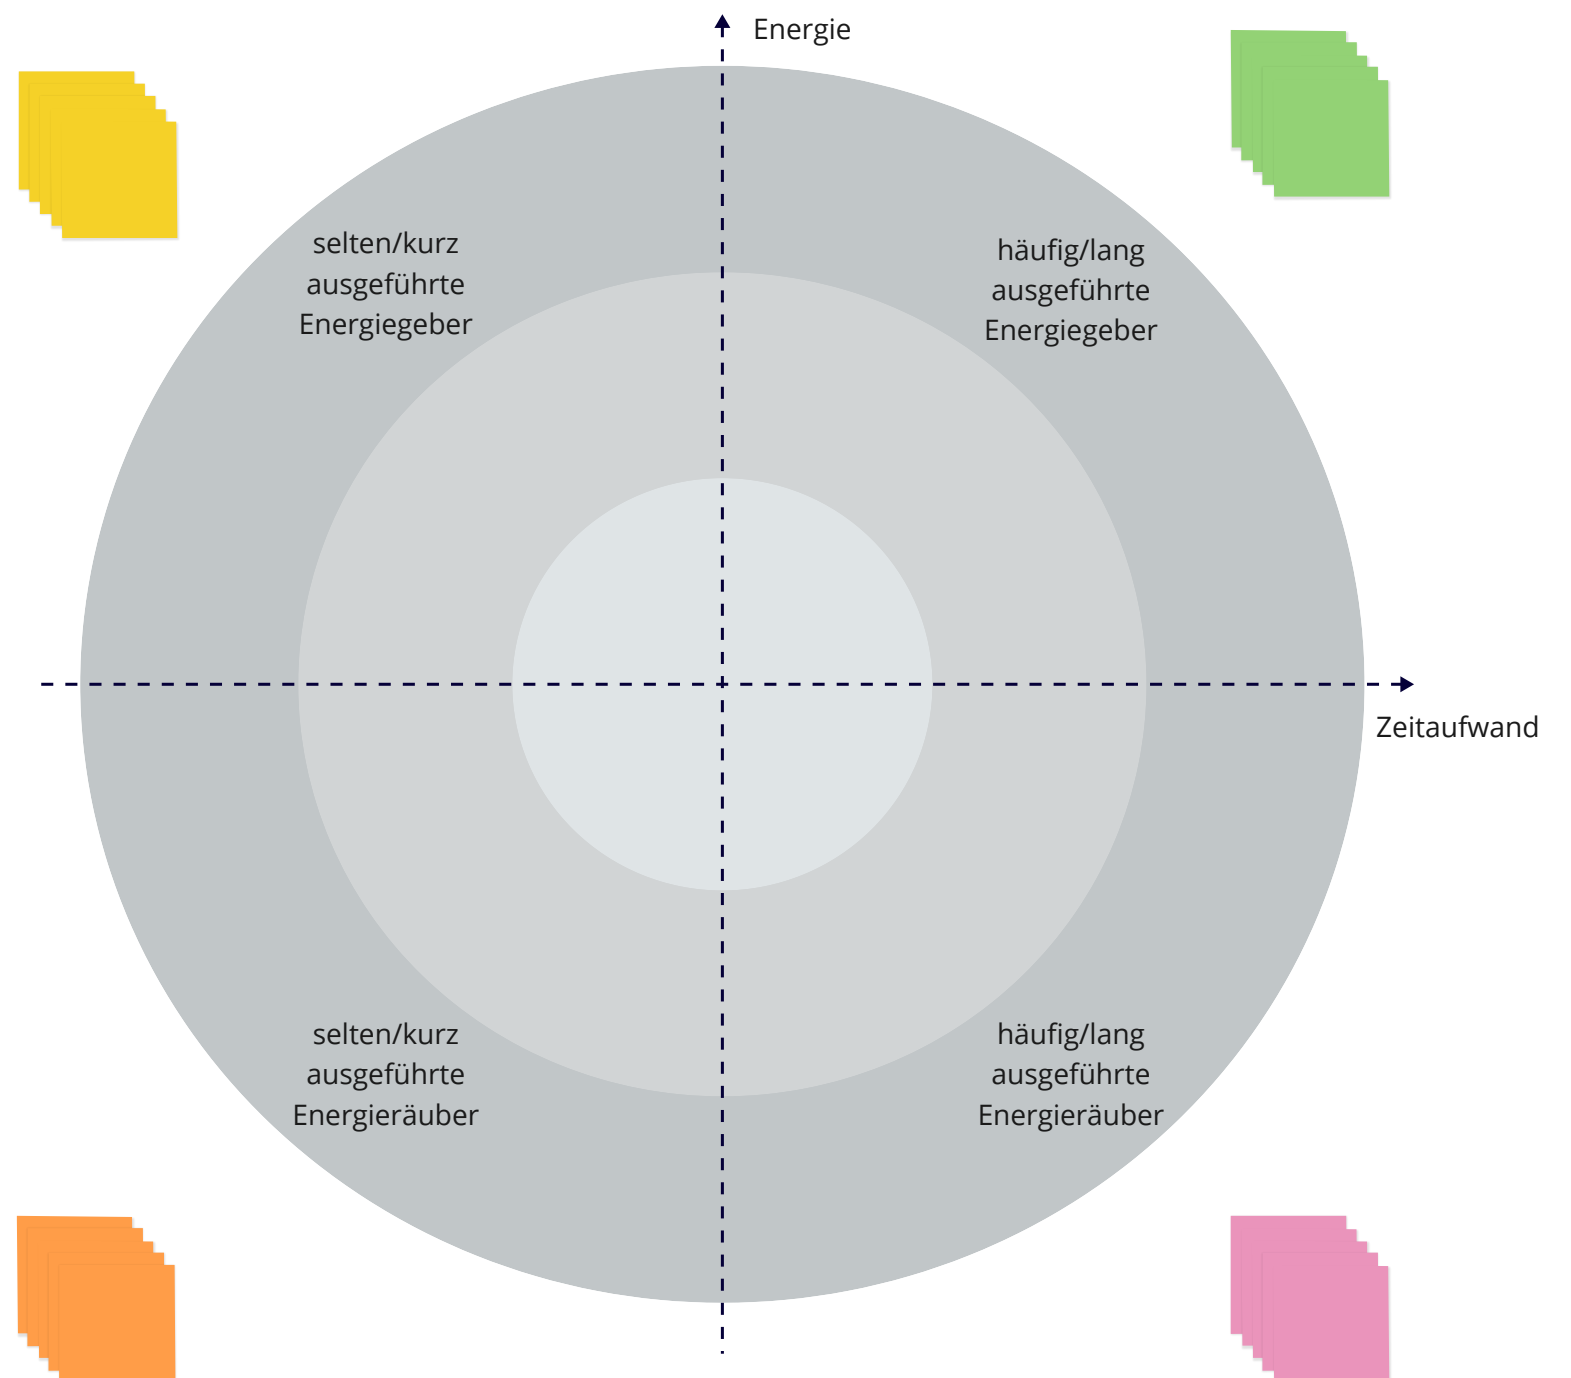 Energie
selten/kurz
ausgeführte
Energiegeber
häufig/lang
ausgeführte
Energiegeber
Zeitaufwand
selten/kurz
ausgeführte
Energieräuber
häufig/lang
ausgeführte
Energieräuber